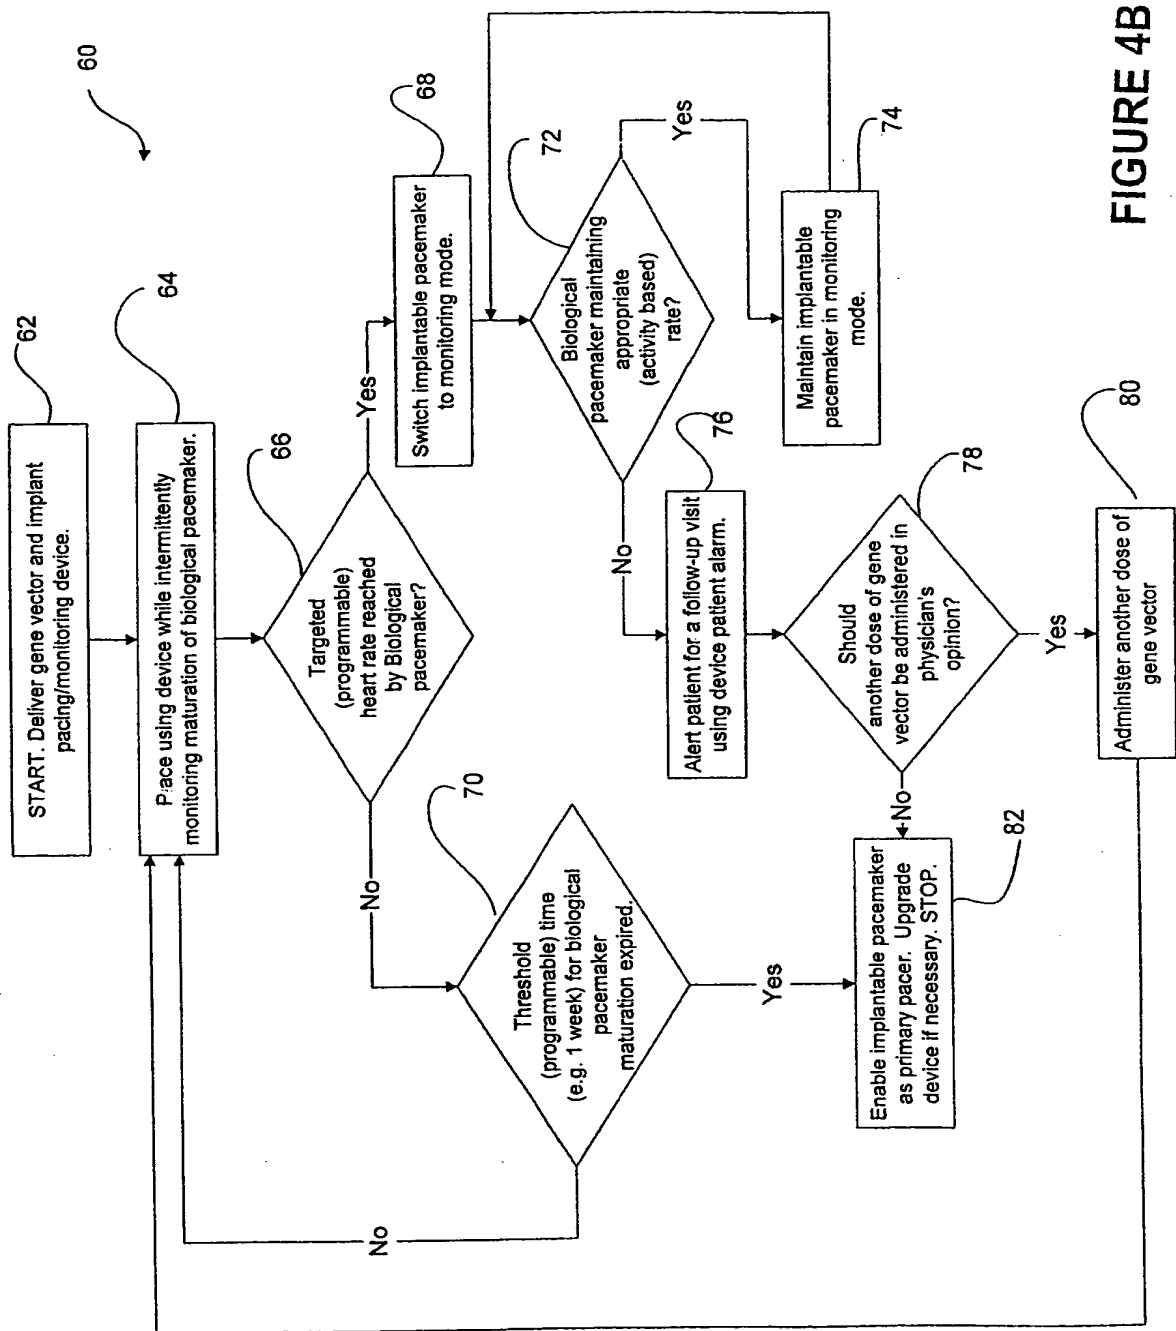 60
START. Deliver gene vector and implant
pacing/monitoring device.
62
Place using device while intermittently
monitoring maturation of biological pacemaker.
64
Targeted
(programmable)
heart rate reached
by Biological
pacemaker?
66
Yes
No
Switch implantable pacemaker
to monitoring mode.
68
Threshold
(programmable) time
(e.g. 1 week) for biological
pacemaker
maturation expired.
70
No
Yes
Biological
pacemaker maintaining
appropriate
(activity based)
rate?
72
Yes
No
Maintain implantable
pacemaker in monitoring
mode.
74
Alert patient for a follow-up visit
using device patient alarm.
76
Should
another dose of gene
vector be administered in
physician's
opinion?
78
No
Yes
Enable implantable pacemaker
as primary pacer. Upgrade
device if necessary. STOP.
82
Administer another dose of
gene vector
80
FIGURE 4B